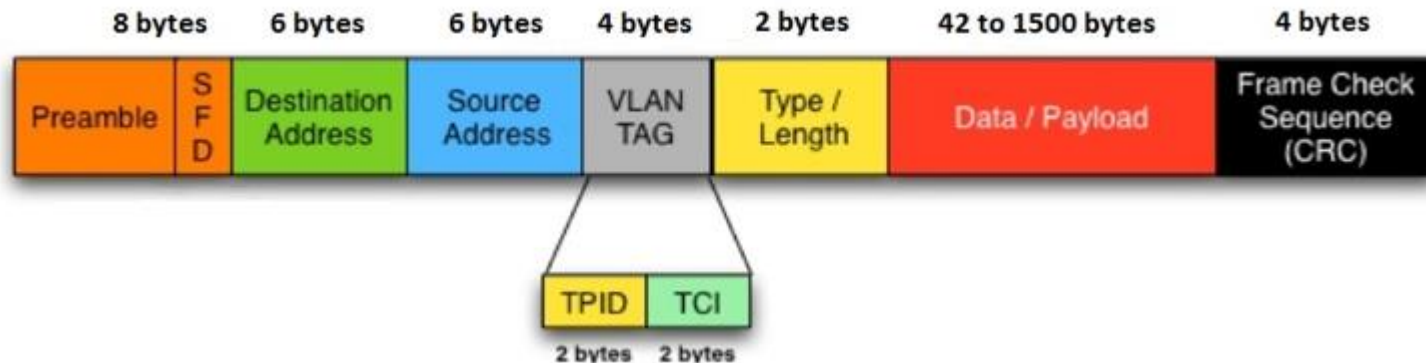 8 bytes 6 bytes 6 bytes 4 bytes 2 bytes 42 to 1500 bytes 4 bytes
Preamble
S
F
D
Destination
Address
Source
Address
VLAN
TAG
Type /
Length
Data / Payload
Frame Check
Sequence
(CRC)
TPID TCI
2 bytes 2 bytes